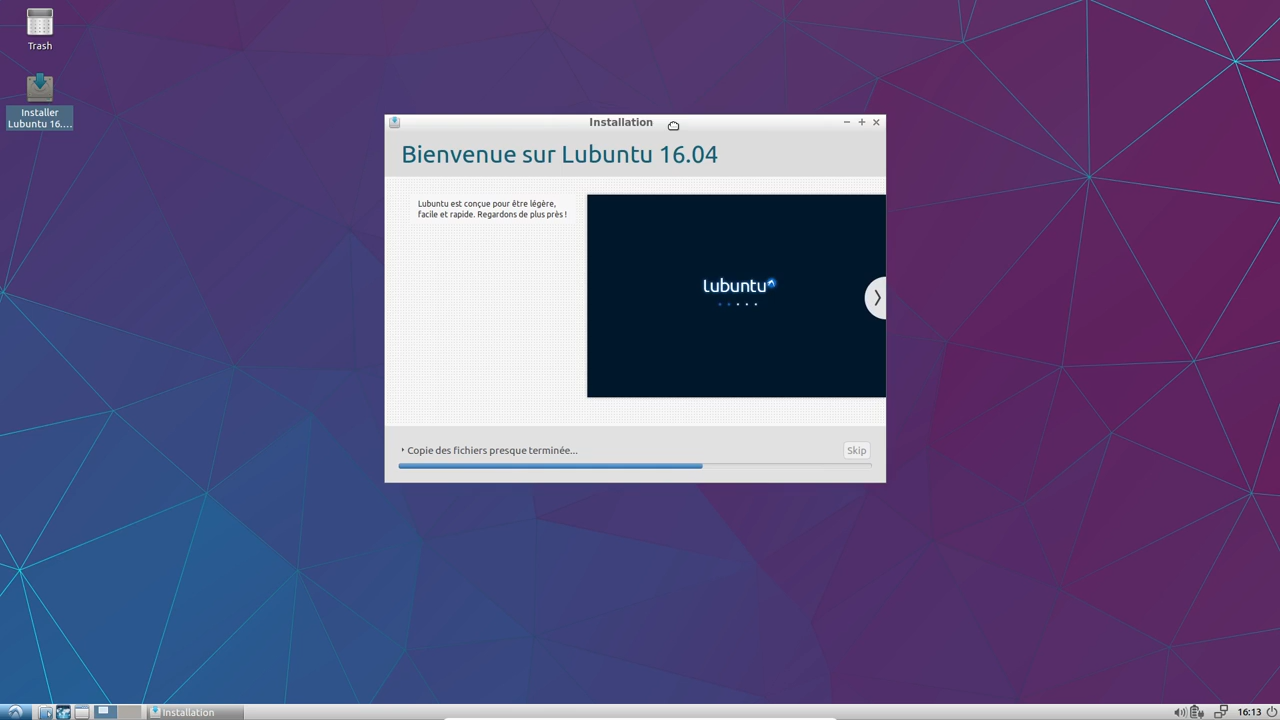 Trash
Installer
Lubuntu 16....
Installation
Bienvenue sur Lubuntu 16.04
Lubuntu est conçue pour être légère,
facile et rapide. Regardons de plus près !
lubuntu
Copie des fichiers presque terminée...
Skip
Installation
16:13